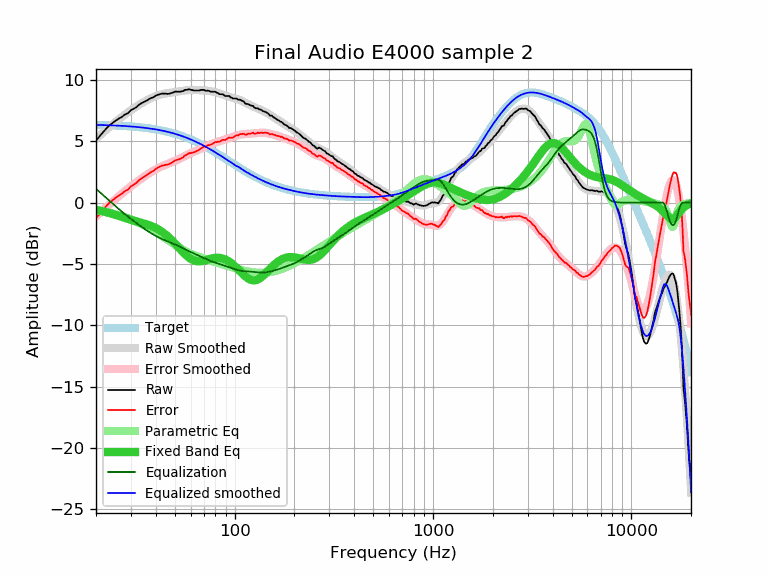 Final Audio E4000 sample 2
10
5
0
−5
−10
−15
−20
−25
Amplitude (dBr)
Target
Raw Smoothed
Error Smoothed
Raw
Error
Parametric Eq
Fixed Band Eq
Equalization
Equalized smoothed
100 1000 10000
Frequency (Hz)